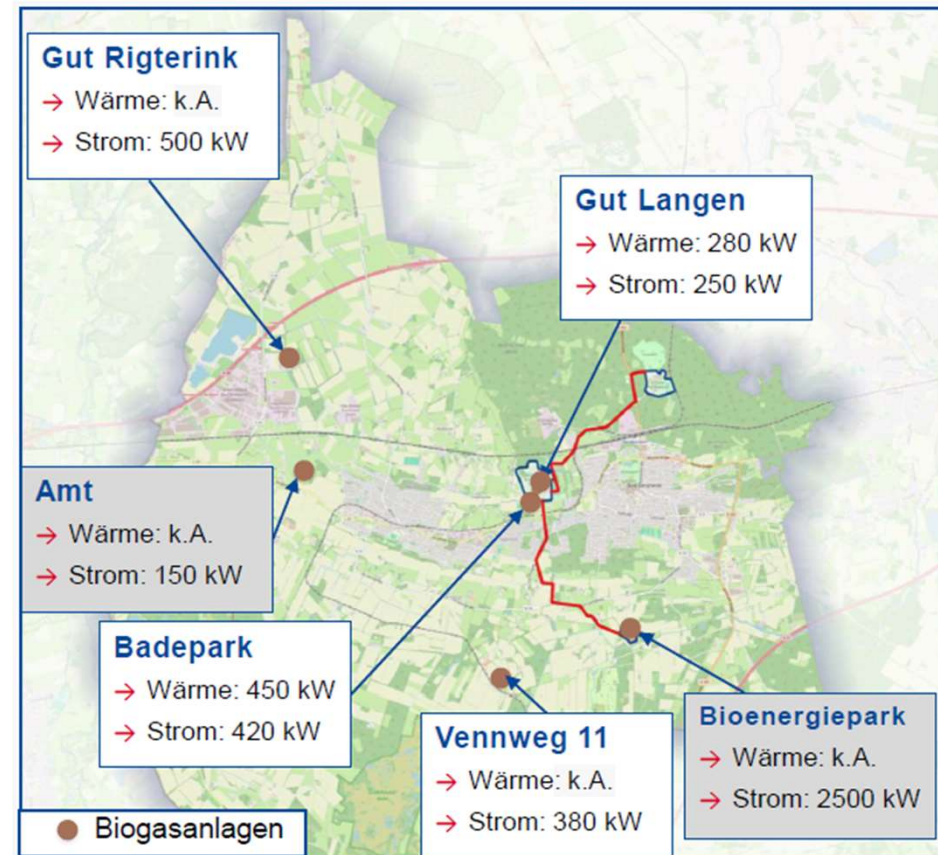 Gut Rigterink
→ Wärme: k.A.
→ Strom: 500 kW
Gut Langen
→ Wärme: 280 kW
→ Strom: 250 kW
Amt
→ Wärme: k.A.
→ Strom: 150 kW
Badepark
→ Wärme: 450 kW
→ Strom: 420 kW
Vennweg 11
→ Wärme: k.A.
→ Strom: 380 kW
Bioenergiepark
→ Wärme: k.A.
→ Strom: 2500 kW
Biogasanlagen